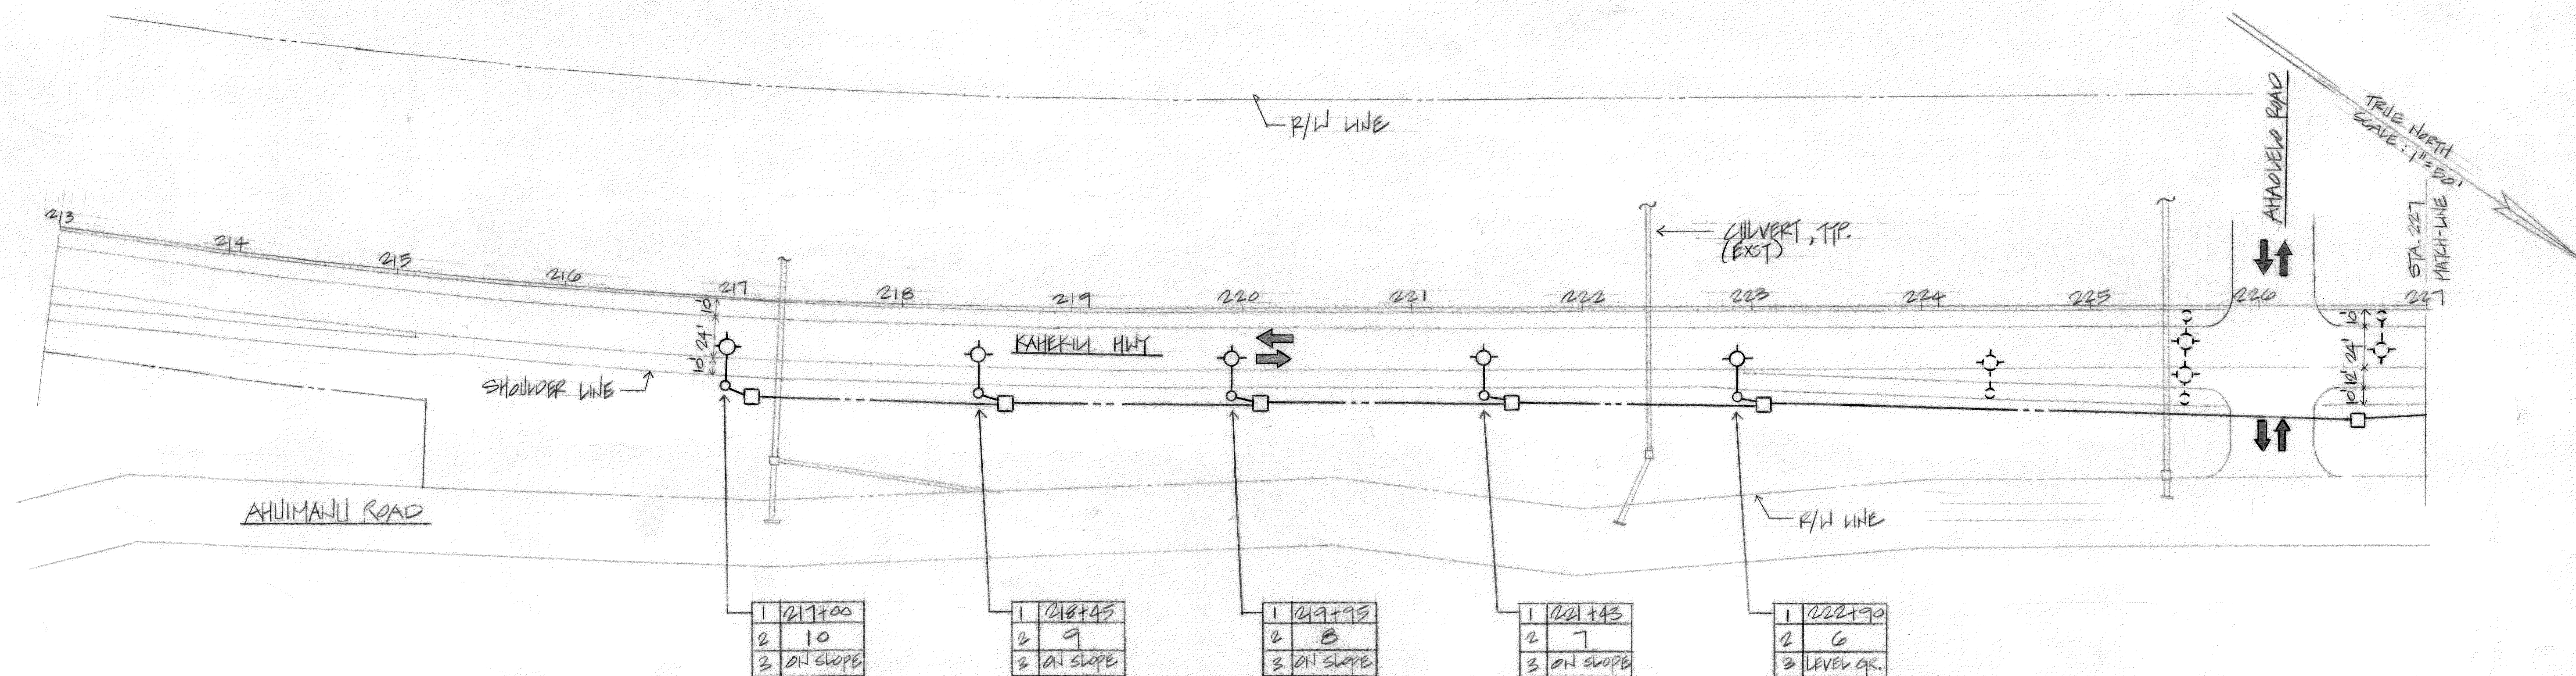 R/W LINE
AHAOLELO ROAD
TRUE NORTH
SCALE : 1" = 50'
STA. 227
MATCH-LINE
213
214
215
216
217
218
219
220
221
222
223
224
225
226
227
CULVERT, TYP.
(EXST)
10'
24'
10'
KAHEKILI HWY
10'
24'
12'
10'
SHOULDER LINE
AHUIMANU ROAD
R/W LINE
1 217+00
2 10
3 ON SLOPE
1 218+45
2 9
3 ON SLOPE
1 219+95
2 8
3 ON SLOPE
1 221+43
2 7
3 ON SLOPE
1 222+90
2 6
3 LEVEL GR.